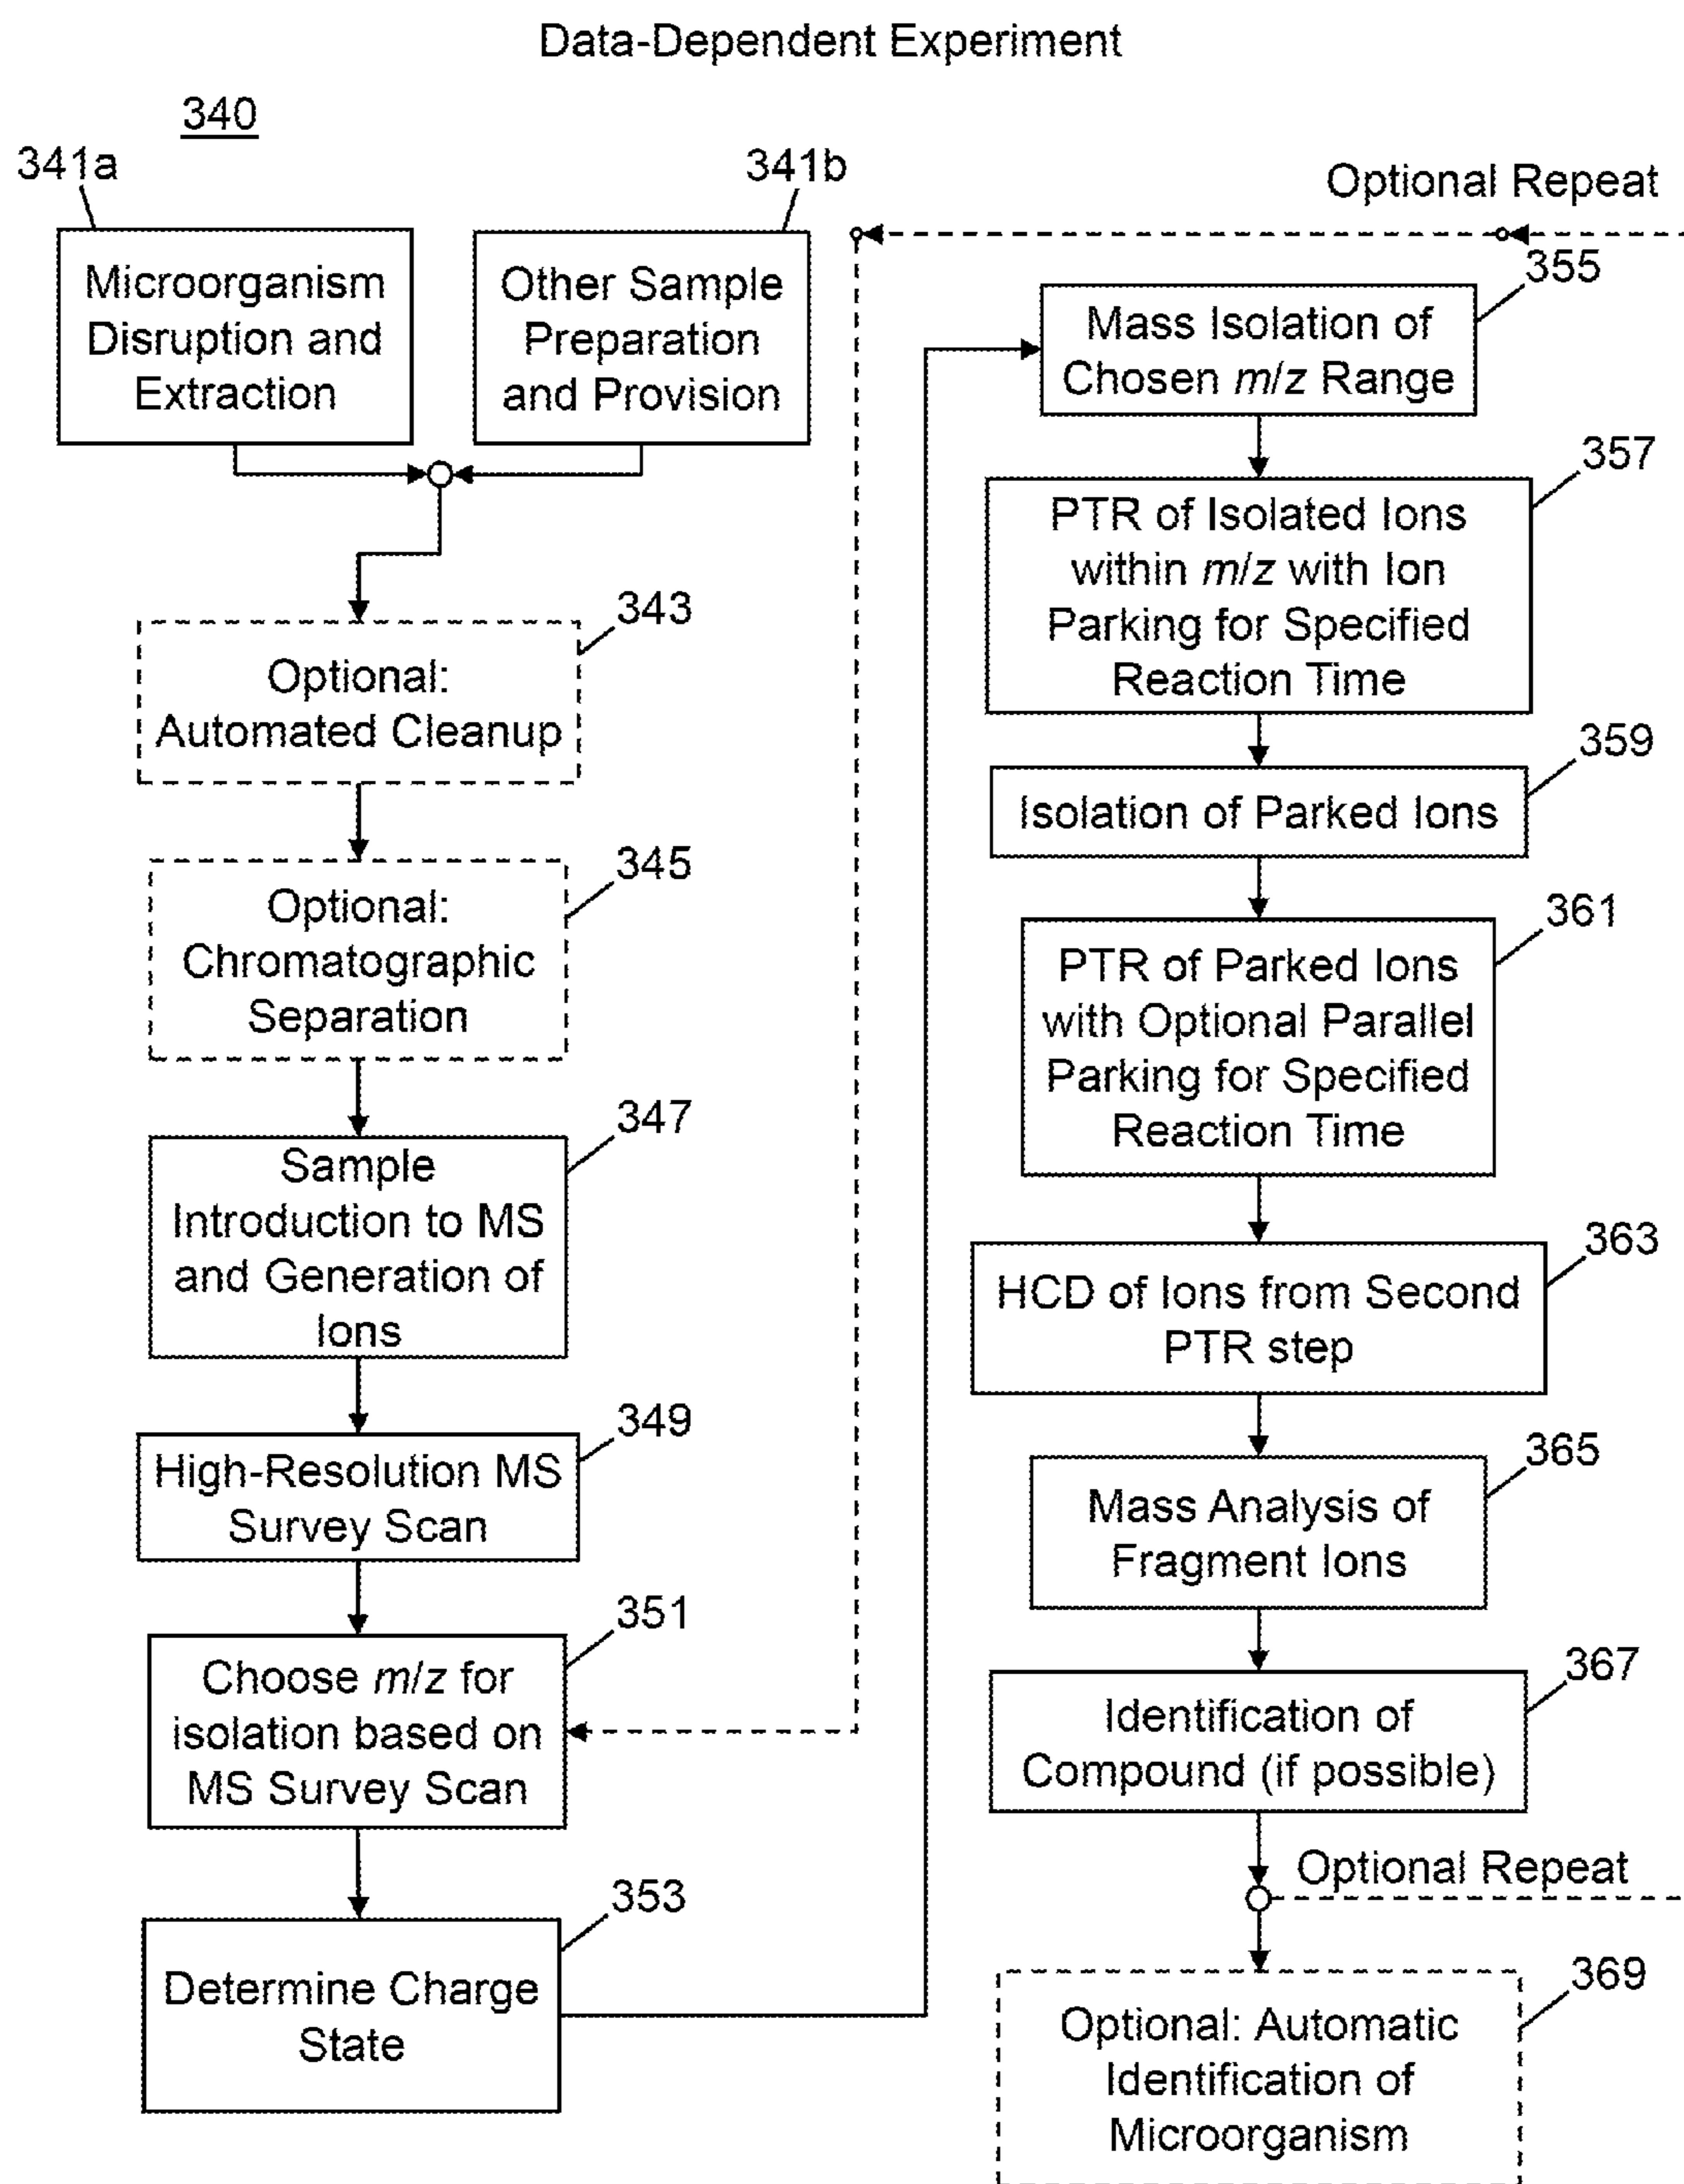 Data-Dependent Experiment
340
341a
Microorganism
Disruption and
Extraction
341b
Other Sample
Preparation
and Provision
343
Optional:
Automated Cleanup
345
Optional:
Chromatographic
Separation
347
Sample
Introduction to MS
and Generation of
Ions
349
High-Resolution MS
Survey Scan
351
Choose m/z for
isolation based on
MS Survey Scan
353
Determine Charge
State
Optional Repeat
355
Mass Isolation of
Chosen m/z Range
357
PTR of Isolated Ions
within m/z with Ion
Parking for Specified
Reaction Time
359
Isolation of Parked Ions
361
PTR of Parked Ions
with Optional Parallel
Parking for Specified
Reaction Time
363
HCD of Ions from Second
PTR step
365
Mass Analysis of
Fragment Ions
367
Identification of
Compound (if possible)
Optional Repeat
369
Optional: Automatic
Identification of
Microorganism